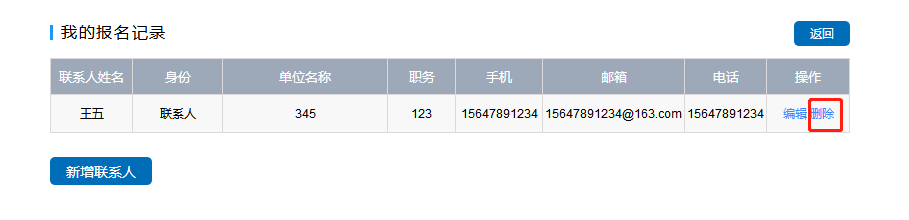 我的报名记录 返回
联系人姓名 身份 单位名称 职务 手机 邮箱 电话 操作
王五 联系人 345 123 15647891234 15647891234@163.com 15647891234 编辑 删除
新增联系人